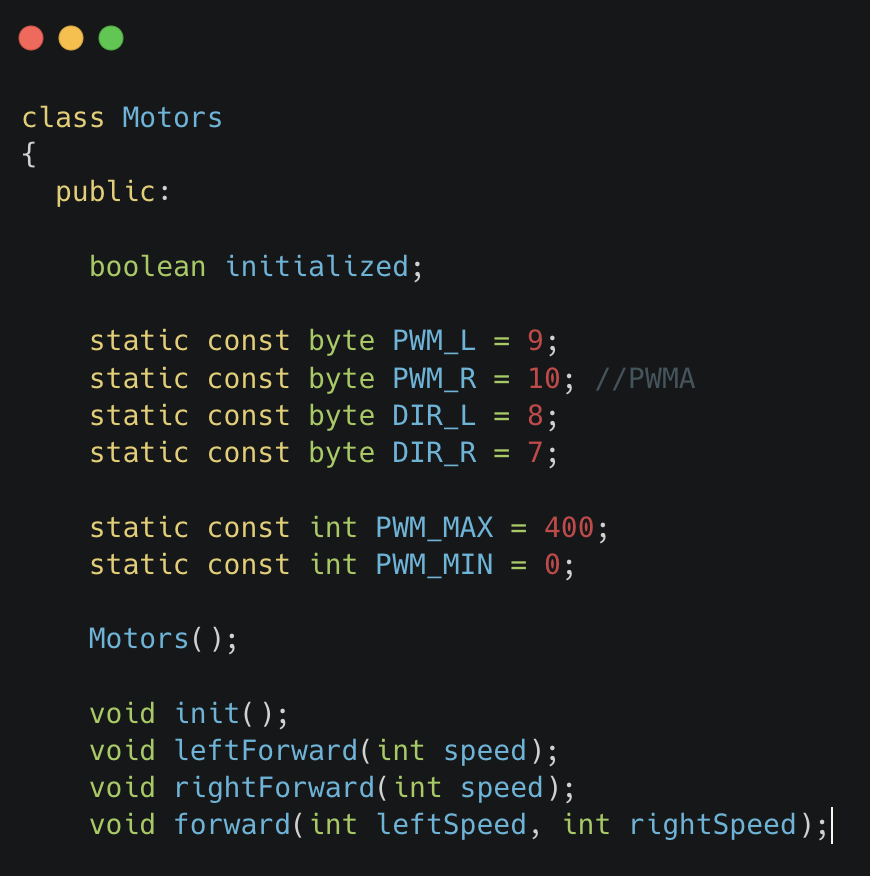 class Motors
{
  public:

    boolean initialized;

    static const byte PWM_L = 9;
    static const byte PWM_R = 10; //PWMA
    static const byte DIR_L = 8;
    static const byte DIR_R = 7;

    static const int PWM_MAX = 400;
    static const int PWM_MIN = 0;

    Motors();

    void init();
    void leftForward(int speed);
    void rightForward(int speed);
    void forward(int leftSpeed, int rightSpeed);